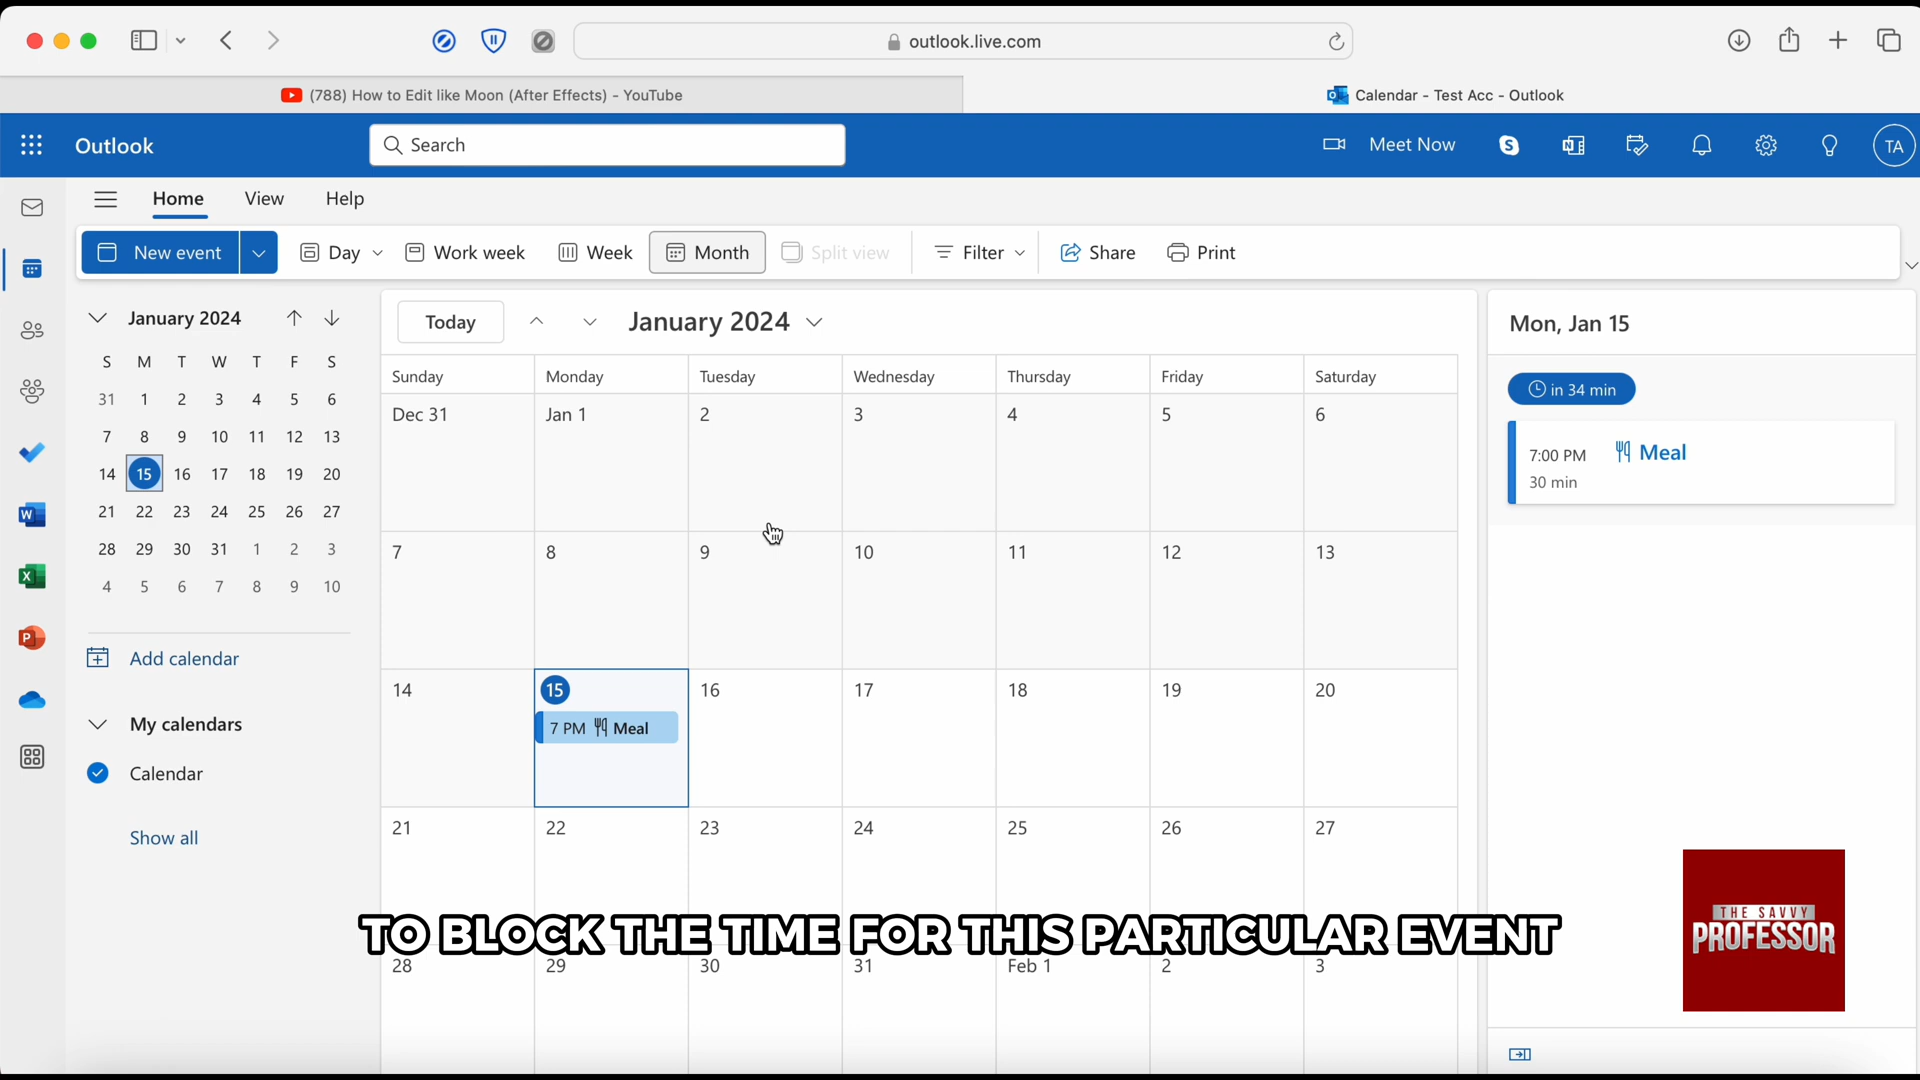 outlook.live.com
(788) How to Edit like Moon (After Effects) - YouTube
Calendar - Test Acc - Outlook
Outlook
Search
Meet Now
TA
Home View Help
New event
Day
Work week
Week
Month
Split view
Filter
Share
Print
January 2024
S M T W T F S
31 1 2 3 4 5 6
7 8 9 10 11 12 13
14 15 16 17 18 19 20
21 22 23 24 25 26 27
28 29 30 31 1 2 3
4 5 6 7 8 9 10
Add calendar
My calendars
Calendar
Show all
Today
January 2024
Sunday Monday Tuesday Wednesday Thursday Friday Saturday
Dec 31 Jan 1 2 3 4 5 6
7 8 9 10 11 12 13
14 15 16 17 18 19 20
7 PM Meal
21 22 23 24 25 26 27
TO BLOCK THE TIME FOR THIS PARTICULAR EVENT
28 29 30 31 Feb 1 2 3
Mon, Jan 15
in 34 min
7:00 PM Meal
30 min
THE SAVVY
PROFESSOR